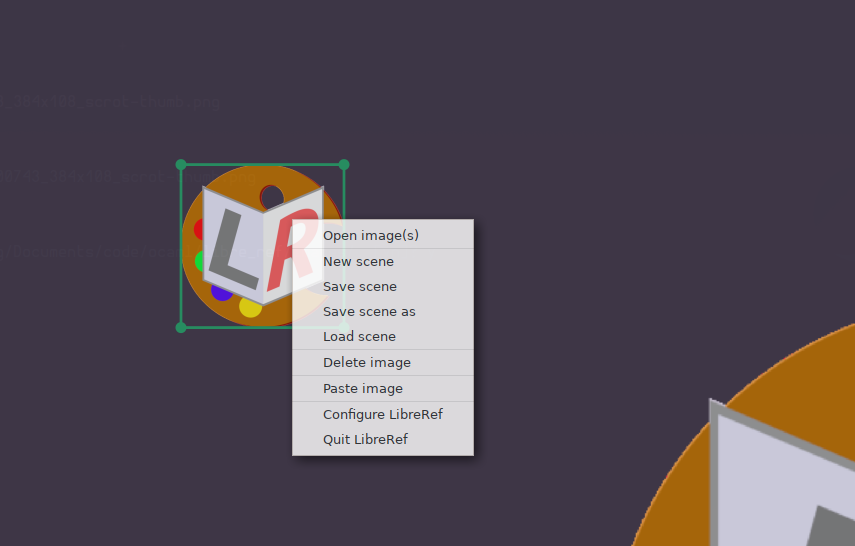 L R
Open image(s)
New scene
Save scene
Save scene as
Load scene
Delete image
Paste image
Configure LibreRef
Quit LibreRef